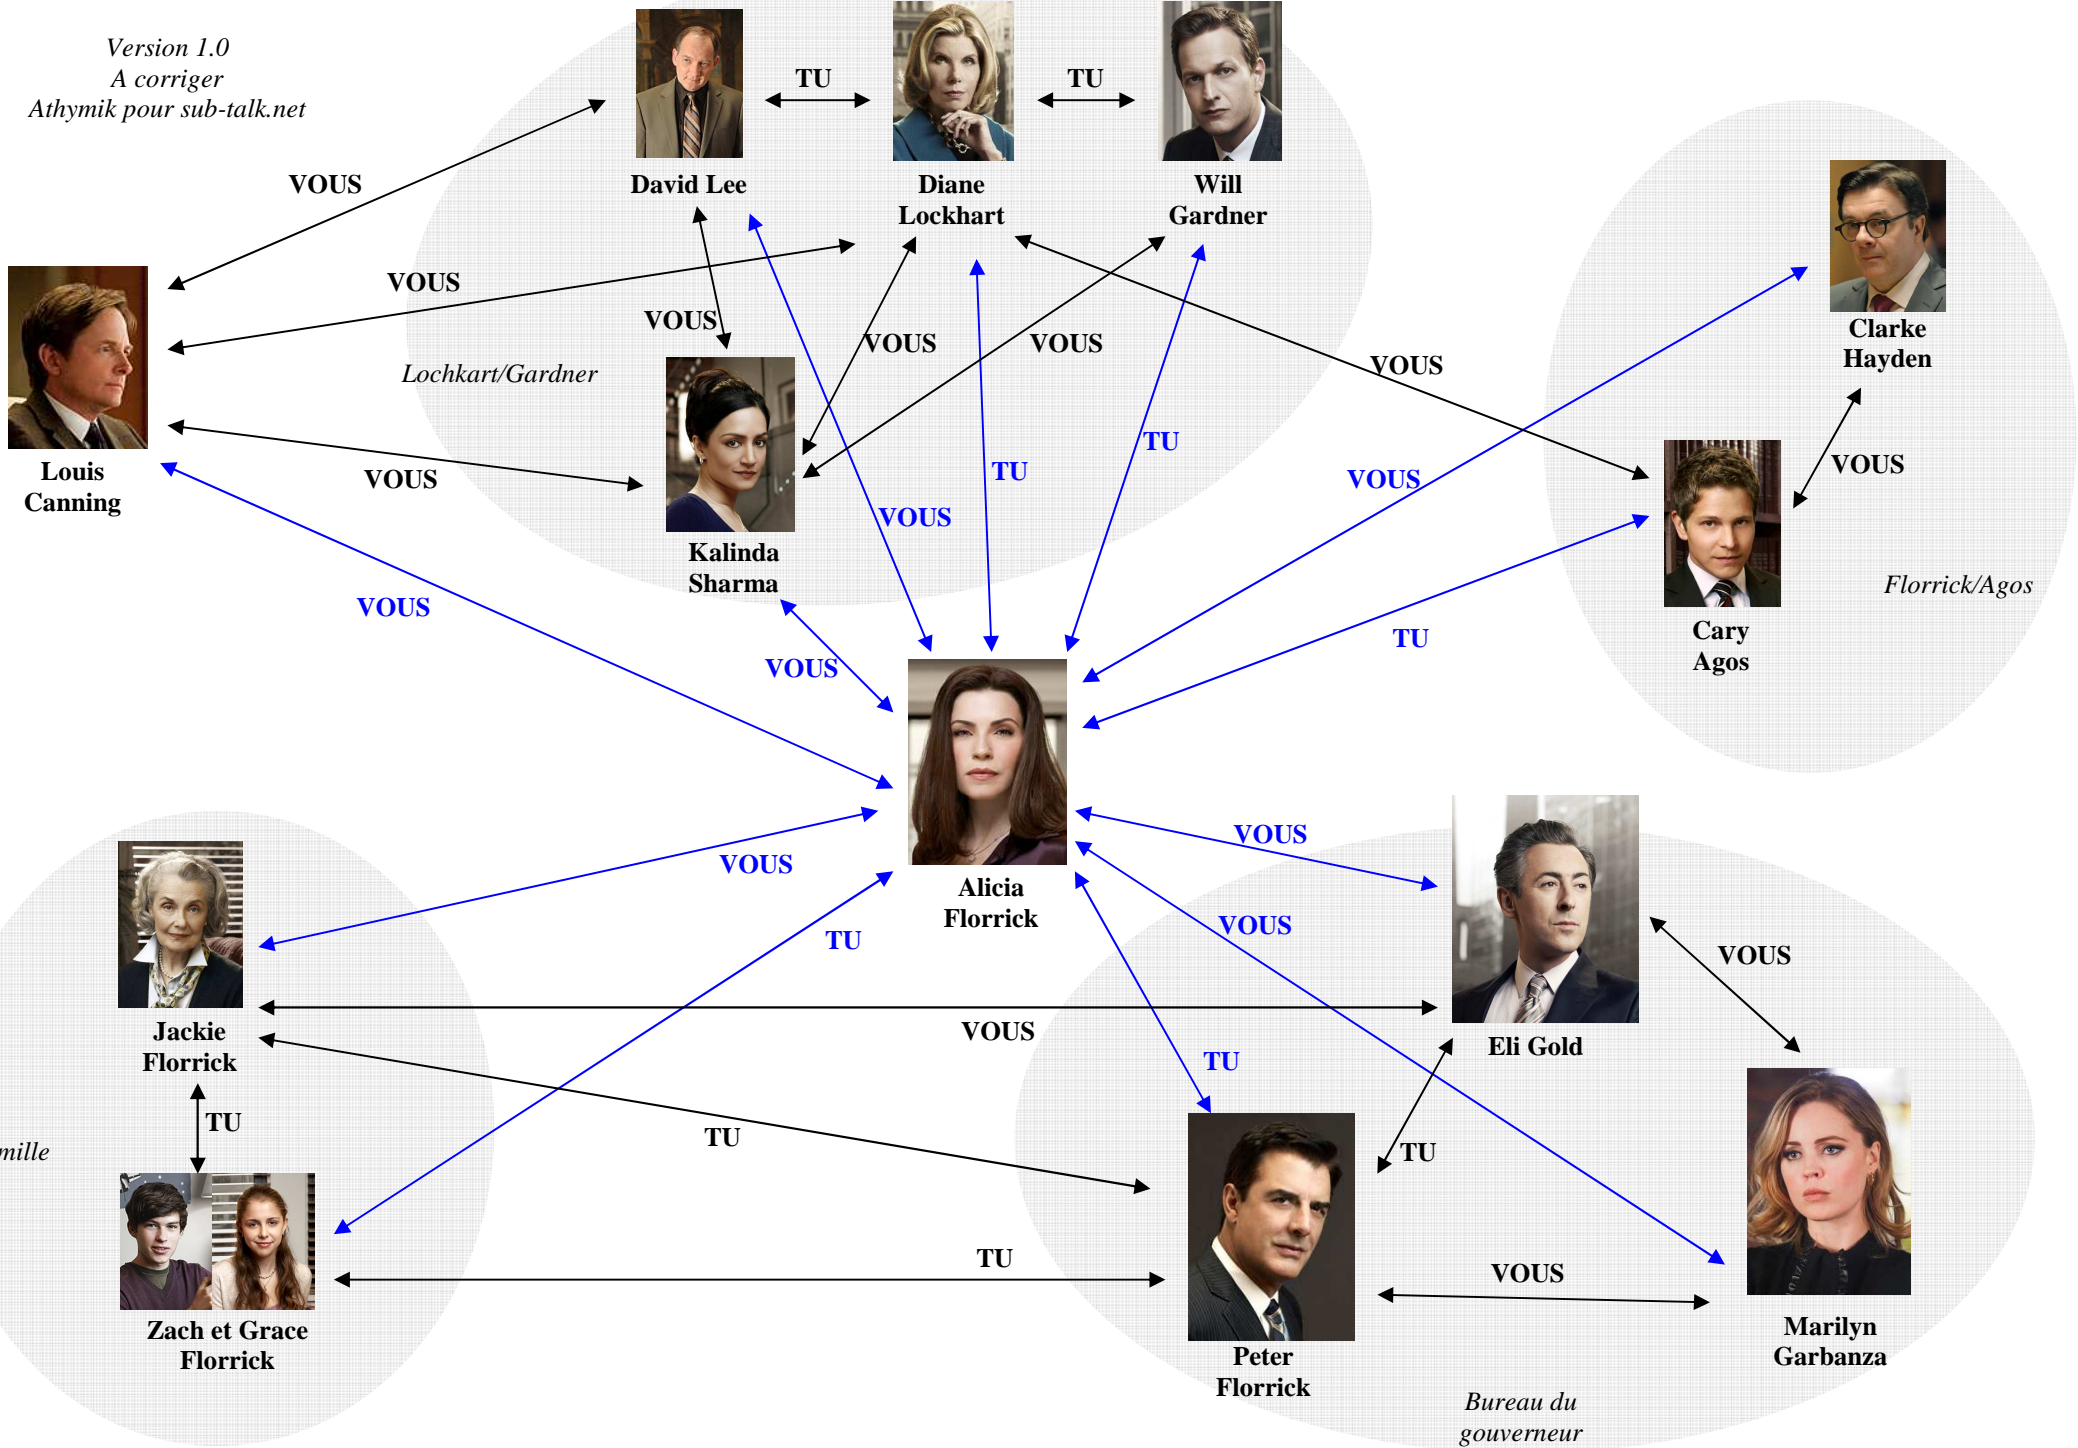 Version 1.0
A corriger
Athymik pour sub-talk.net
TU
TU
VOUS
David Lee
Diane
Lockhart
Will
Gardner
VOUS
VOUS
VOUS
VOUS
Lochkart/Gardner
Clarke
Hayden
VOUS
VOUS
Louis
Canning
VOUS
TU
TU
VOUS
VOUS
Kalinda
Sharma
Florrick/Agos
VOUS
TU
Cary
Agos
VOUS
VOUS
VOUS
Alicia
Florrick
VOUS
TU
VOUS
VOUS
Jackie
Florrick
VOUS
Eli Gold
TU
TU
TU
TU
mille
TU
VOUS
Zach et Grace
Florrick
Marilyn
Garbanza
Peter
Florrick
Bureau du
gouverneur